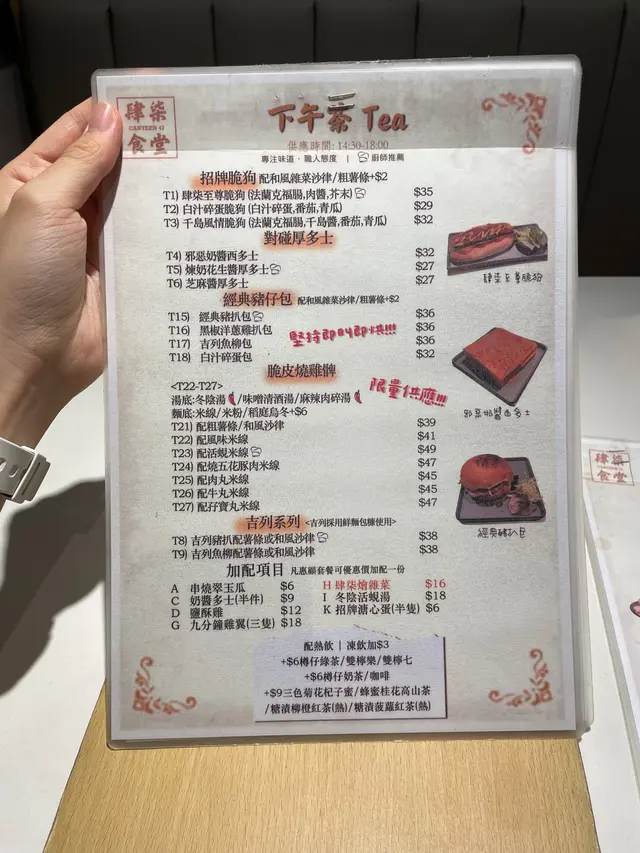 肆柒
CANTEEN 47
食堂
下午茶 Tea
供應時間: 14:30-18:00
專注味道·職人態度 | 廚師推薦
招牌脆狗 配和風雜菜沙律/粗薯條+$2
T1) 肆柒至尊脆狗 (法蘭克福腸,肉醬,芥末) $35
T2) 白汁碎蛋脆狗 (白汁碎蛋,番茄,青瓜) $29
T3) 千島風情脆狗 (法蘭克福腸,千島醬,番茄,青瓜) $32
對碰厚多士
T4) 邪惡奶醬西多士 $32
T5) 煉奶花生醬厚多士 $27
T6) 芝麻醬厚多士 $27
肆柒至尊脆狗
經典豬仔包 配和風雜菜沙律/粗薯條+$2
T15) 經典豬扒包 $36
T16) 黑椒洋蔥雞扒包 $36
T17) 吉列魚柳包 $36
T18) 白汁碎蛋包 $32
堅持即叫即烘!!!
脆皮燒雞髀
<T22-T27>
限量供應!!!
湯底:冬陰湯/味噌清酒湯/麻辣肉碎湯
麵底:米線/米粉/稻庭烏冬+$6
邪惡奶醬西多士
T21) 配粗薯條/和風沙律 $39
T22) 配風味米線 $41
T23) 配活蜆米線 $49
T24) 配燒五花豚肉米線 $47
T25) 配肉丸米線 $45
T26) 配牛丸米線 $45
T27) 配仔寶丸米線 $47
經典豬扒包
吉列系列 <吉列採用鮮麵包糠使用>
T8) 吉列豬扒配薯條或和風沙律 $38
T9) 吉列魚柳配薯條或和風沙律 $38
加配項目 凡惠顧套餐可優惠價加配一份
A 串燒翠玉瓜 $6 H 肆柒燴雜菜 $16
C 奶醬多士(半件) $9 I 冬陰活蜆湯 $18
D 鹽酥雞 $12 K 招牌溏心蛋(半隻) $6
G 九分鐘雞翼(三隻) $18
配熱飲 | 凍飲加$3
+$6樽仔綠茶/雙檸樂/雙檸七
+$6樽仔奶茶/咖啡
+$9三色菊花杞子蜜/蜂蜜桂花高山茶
/糖漬柳橙紅茶(熱)/糖漬菠蘿紅茶(熱)
肆柒
食堂